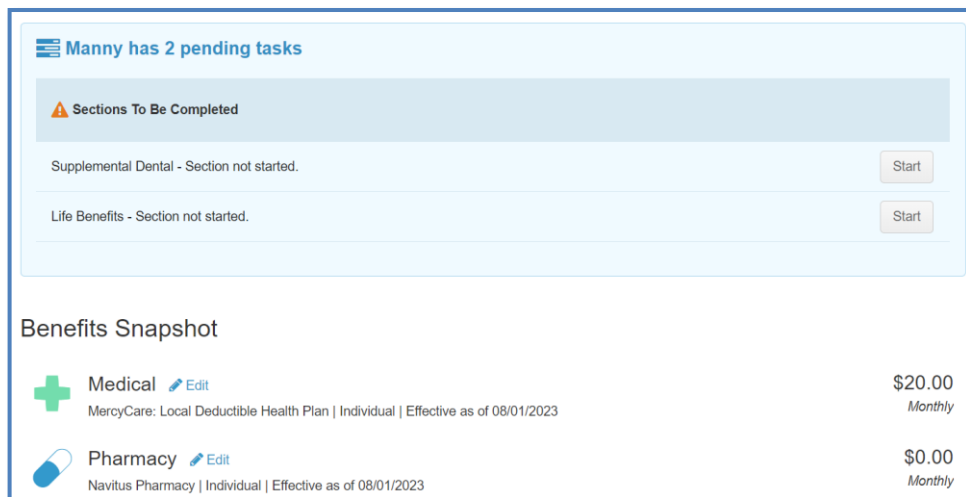 Manny has 2 pending tasks
Sections To Be Completed
Supplemental Dental - Section not started.
Start
Life Benefits - Section not started.
Start
Benefits Snapshot
Medical Edit
$20.00
MercyCare: Local Deductible Health Plan | Individual | Effective as of 08/01/2023
Monthly
Pharmacy Edit
$0.00
Navitus Pharmacy | Individual | Effective as of 08/01/2023
Monthly